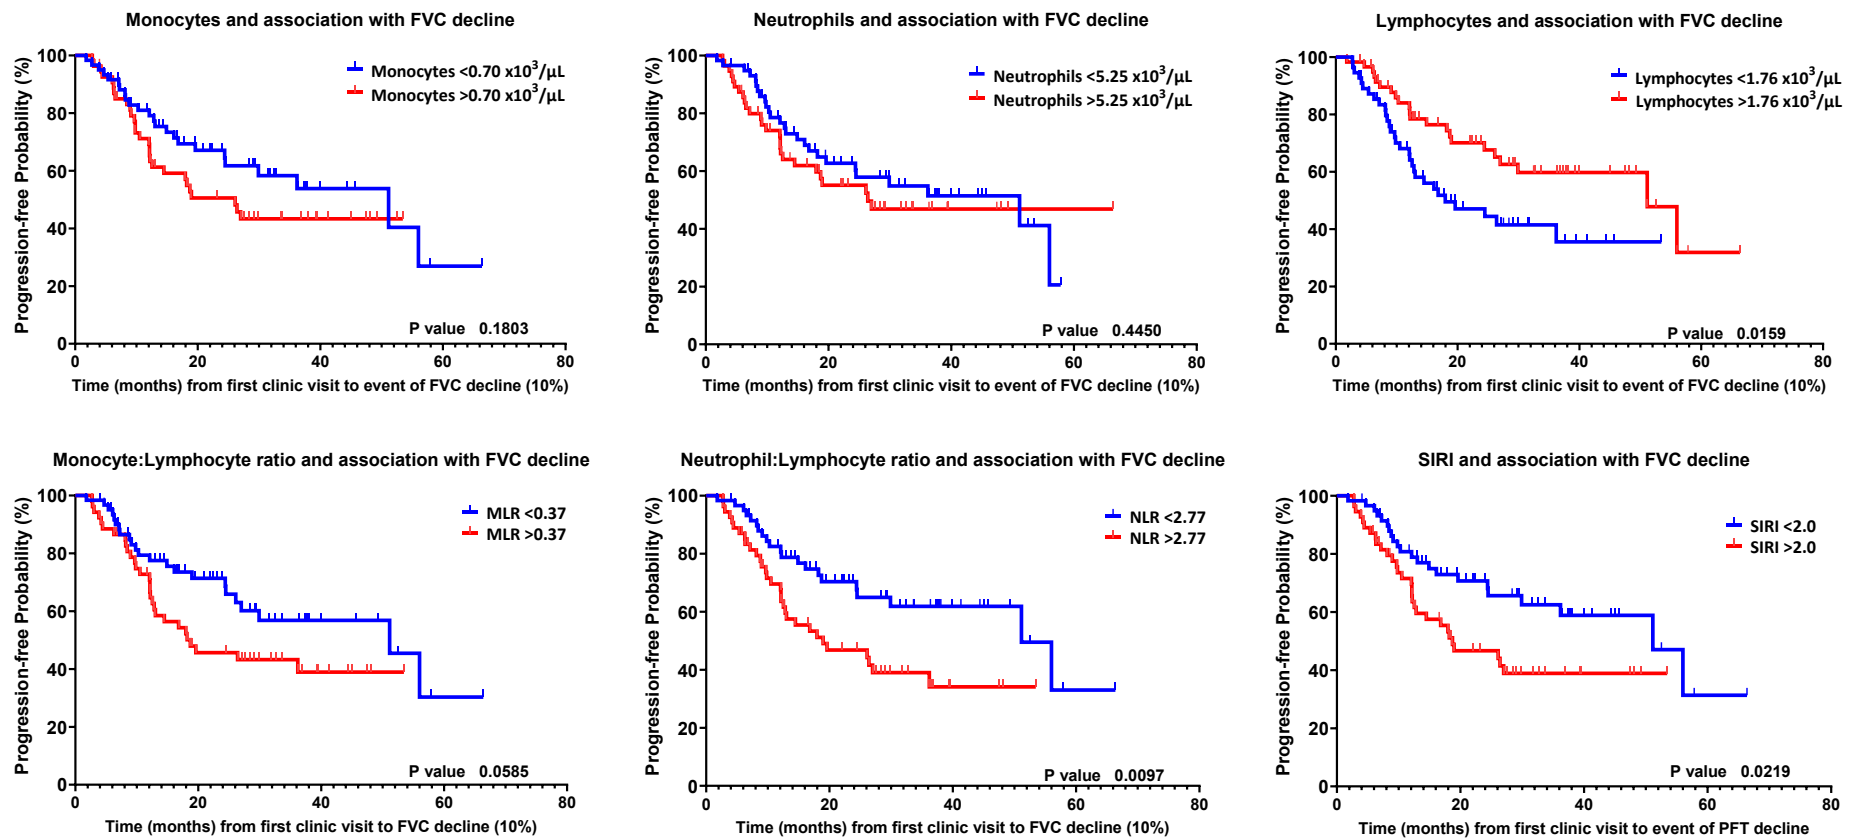 Monocytes and association with FVC decline
Progression-free Probability (%)
100
80
60
40
20
0
Monocytes <0.70 x10³/µL
Monocytes >0.70 x10³/µL
P value 0.1803
0 20 40 60 80
Time (months) from first clinic visit to event of FVC decline (10%)
Neutrophils and association with FVC decline
Progression-free Probability (%)
100
80
60
40
20
0
Neutrophils <5.25 x10³/µL
Neutrophils >5.25 x10³/µL
P value 0.4450
0 20 40 60 80
Time (months) from first clinic visit to event of FVC decline (10%)
Lymphocytes and association with FVC decline
Progression-free Probability (%)
100
80
60
40
20
0
Lymphocytes <1.76 x10³/µL
Lymphocytes >1.76 x10³/µL
P value 0.0159
0 20 40 60 80
Time (months) from first clinic visit to event of FVC decline (10%)
Monocyte:Lymphocyte ratio and association with FVC decline
Progression-free Probability (%)
100
80
60
40
20
0
MLR <0.37
MLR >0.37
P value 0.0585
0 20 40 60 80
Time (months) from first clinic visit to FVC decline (10%)
Neutrophil:Lymphocyte ratio and association with FVC decline
Progression-free Probability (%)
100
80
60
40
20
0
NLR <2.77
NLR >2.77
P value 0.0097
0 20 40 60 80
Time (months) from first clinic visit to FVC decline (10%)
SIRI and association with FVC decline
Progression-free Probability (%)
100
80
60
40
20
0
SIRI <2.0
SIRI >2.0
P value 0.0219
0 20 40 60 80
Time (months) from first clinic visit to event of PFT decline